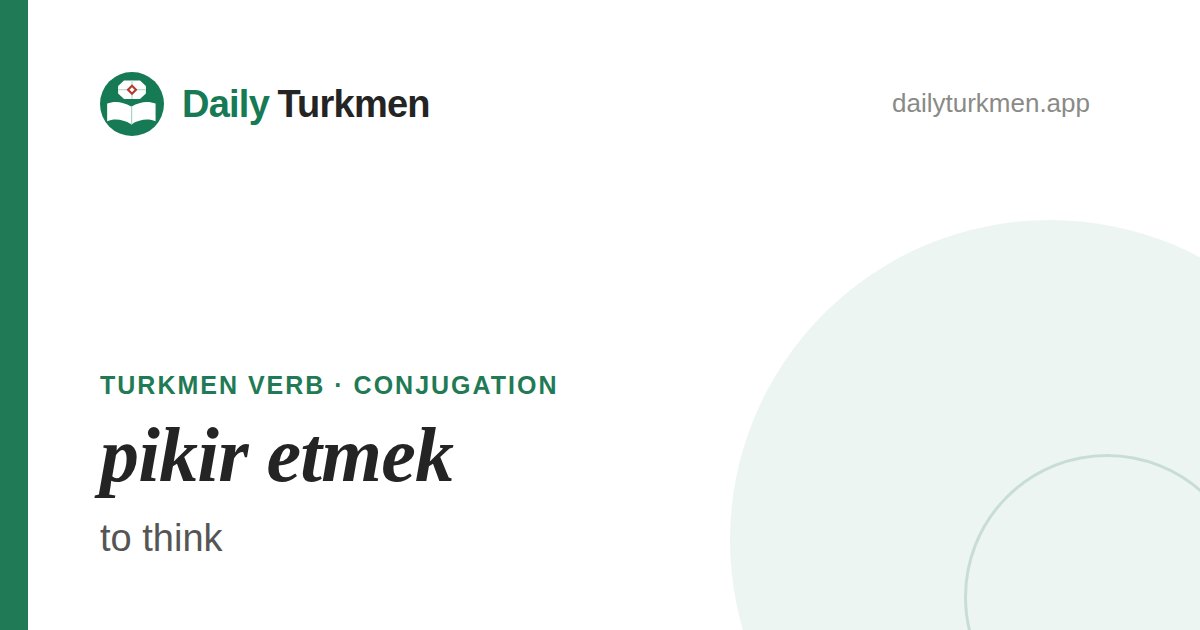 Daily Turkmen
dailyturkmen.app
TURKMEN VERB · CONJUGATION
pikir etmek
to think